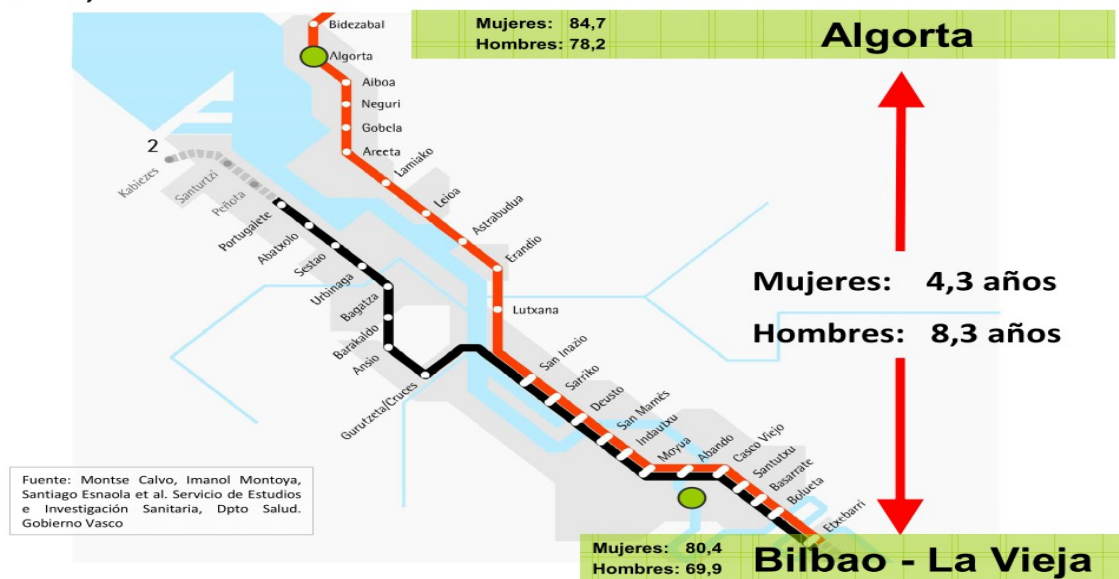 Bidezabal
Mujeres: 84,7
Hombres: 78,2
Algorta
Algorta
Aiboa
Neguri
Gobela
Areeta
Lamiako
Leioa
Astrabudua
Erandio
Lutxana
2
Kabiezes
Santurtzi
Peñota
Portugalete
Abatxolo
Sestao
Urbinaga
Bagatza
Barakaldo
Ansio
Gurutzeta/Cruces
San Inazio
Sarriko
Deusto
San Mamés
Indautxu
Moyua
Abando
Casco Viejo
Santutxu
Basarrate
Bolueta
Etxebarri
Mujeres: 4,3 años
Hombres: 8,3 años
Fuente: Montse Calvo, Imanol Montoya,
Santiago Esnaola et al. Servicio de Estudios
e Investigación Sanitaria, Dpto Salud.
Gobierno Vasco
Mujeres: 80,4
Hombres: 69,9
Bilbao - La Vieja